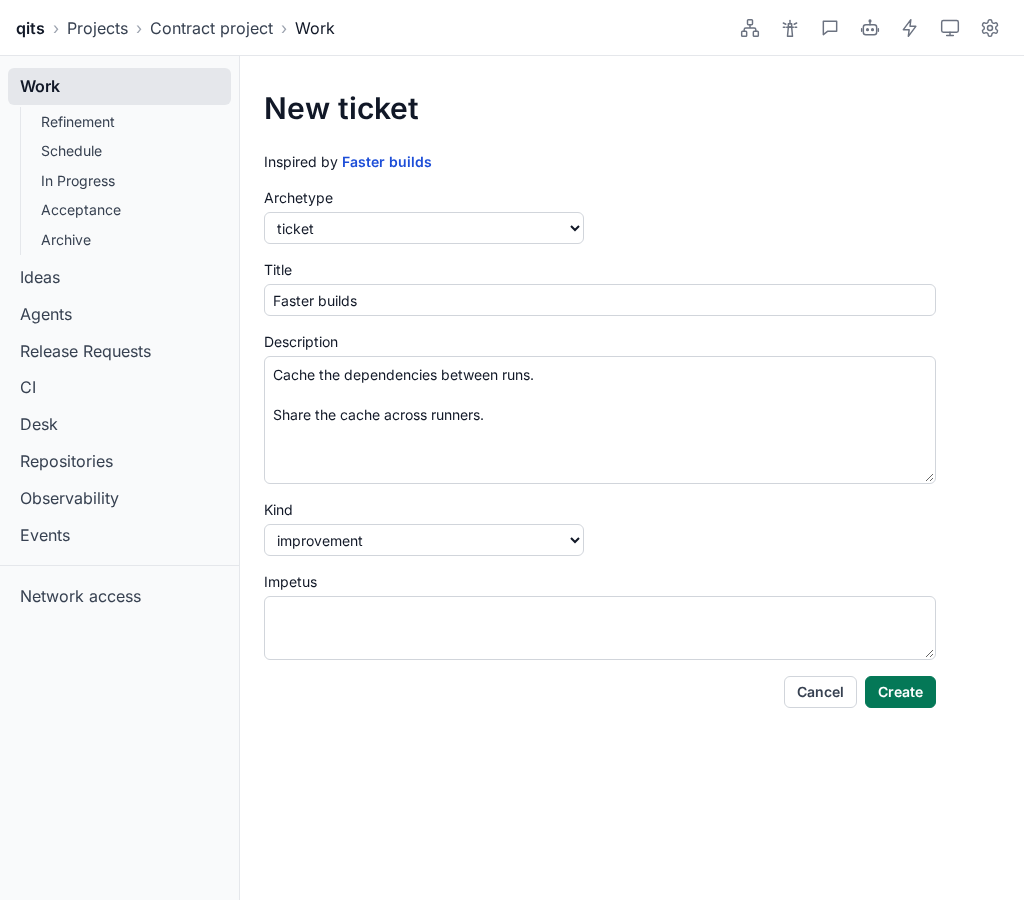 qits › Projects › Contract project › Work
Work
Refinement
Schedule
In Progress
Acceptance
Archive
Ideas
Agents
Release Requests
CI
Desk
Repositories
Observability
Events
Network access
New ticket
Inspired by Faster builds
Archetype
ticket
Title
Faster builds
Description
Cache the dependencies between runs.
Share the cache across runners.
Kind
improvement
Impetus
Cancel Create